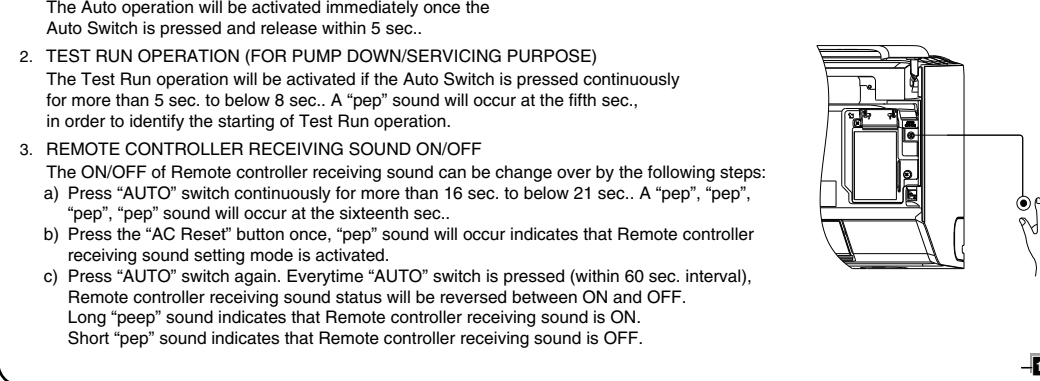 The Auto operation will be activated immediately once the
Auto Switch is pressed and release within 5 sec..
2. TEST RUN OPERATION (FOR PUMP DOWN/SERVICING PURPOSE)
The Test Run operation will be activated if the Auto Switch is pressed continuously
for more than 5 sec. to below 8 sec.. A “pep” sound will occur at the fifth sec.,
in order to identify the starting of Test Run operation.
3. REMOTE CONTROLLER RECEIVING SOUND ON/OFF
The ON/OFF of Remote controller receiving sound can be change over by the following steps:
a) Press “AUTO” switch continuously for more than 16 sec. to below 21 sec.. A “pep”, “pep”,
“pep”, “pep” sound will occur at the sixteenth sec..
b) Press the “AC Reset” button once, “pep” sound will occur indicates that Remote controller
receiving sound setting mode is activated.
c) Press “AUTO” switch again. Everytime “AUTO” switch is pressed (within 60 sec. interval),
Remote controller receiving sound status will be reversed between ON and OFF.
Long “peep” sound indicates that Remote controller receiving sound is ON.
Short “pep” sound indicates that Remote controller receiving sound is OFF.